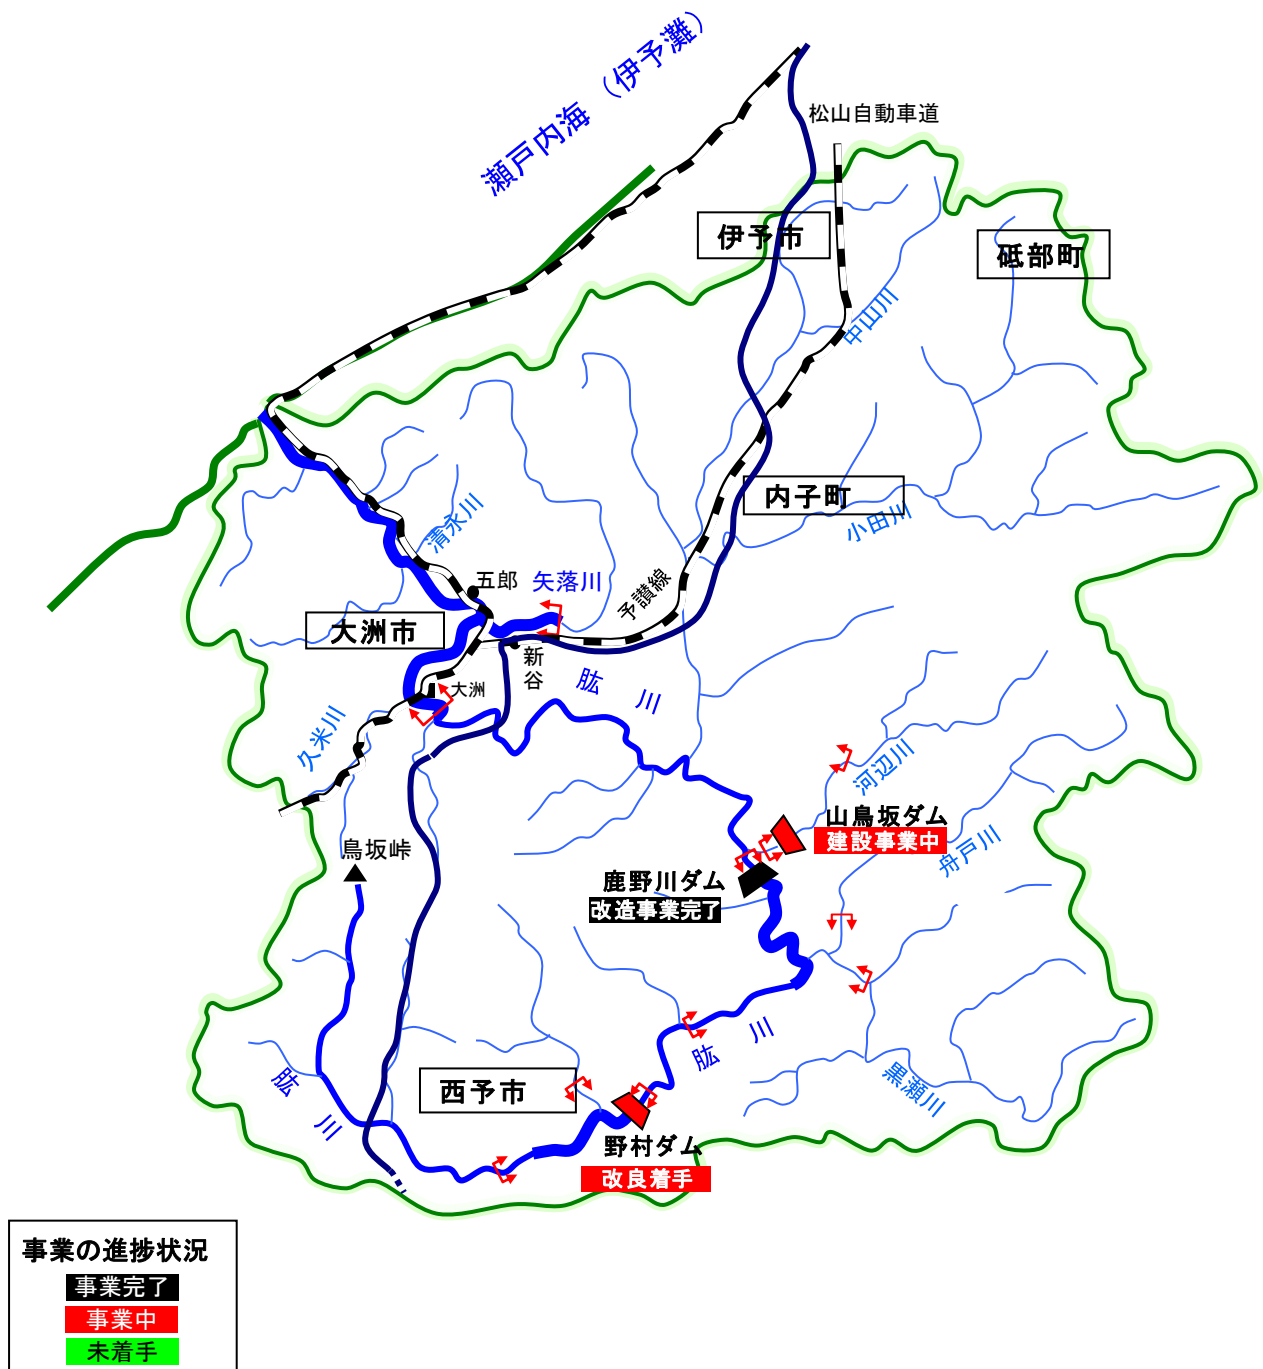 瀬戸内海（伊予灘）
松山自動車道
伊予市
砥部町
中山川
内子町
小田川
清永川
五郎
矢落川
予讃線
大洲市
新谷
大洲
肱川
久米川
河辺川
山鳥坂ダム
建設事業中
舟戸川
鳥坂峠
鹿野川ダム
改造事業完了
肱川
肱川
西予市
黒瀬川
野村ダム
改良着手
事業の進捗状況
事業完了
事業中
未着手